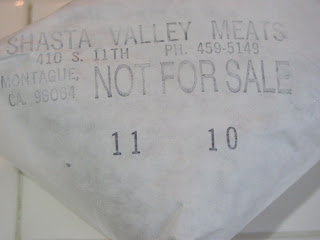 SHASTA VALLEY MEATS
410 S. 11TH PH. 459-5149
MONTAGUE,
CA. 96064 NOT FOR SALE
11 10